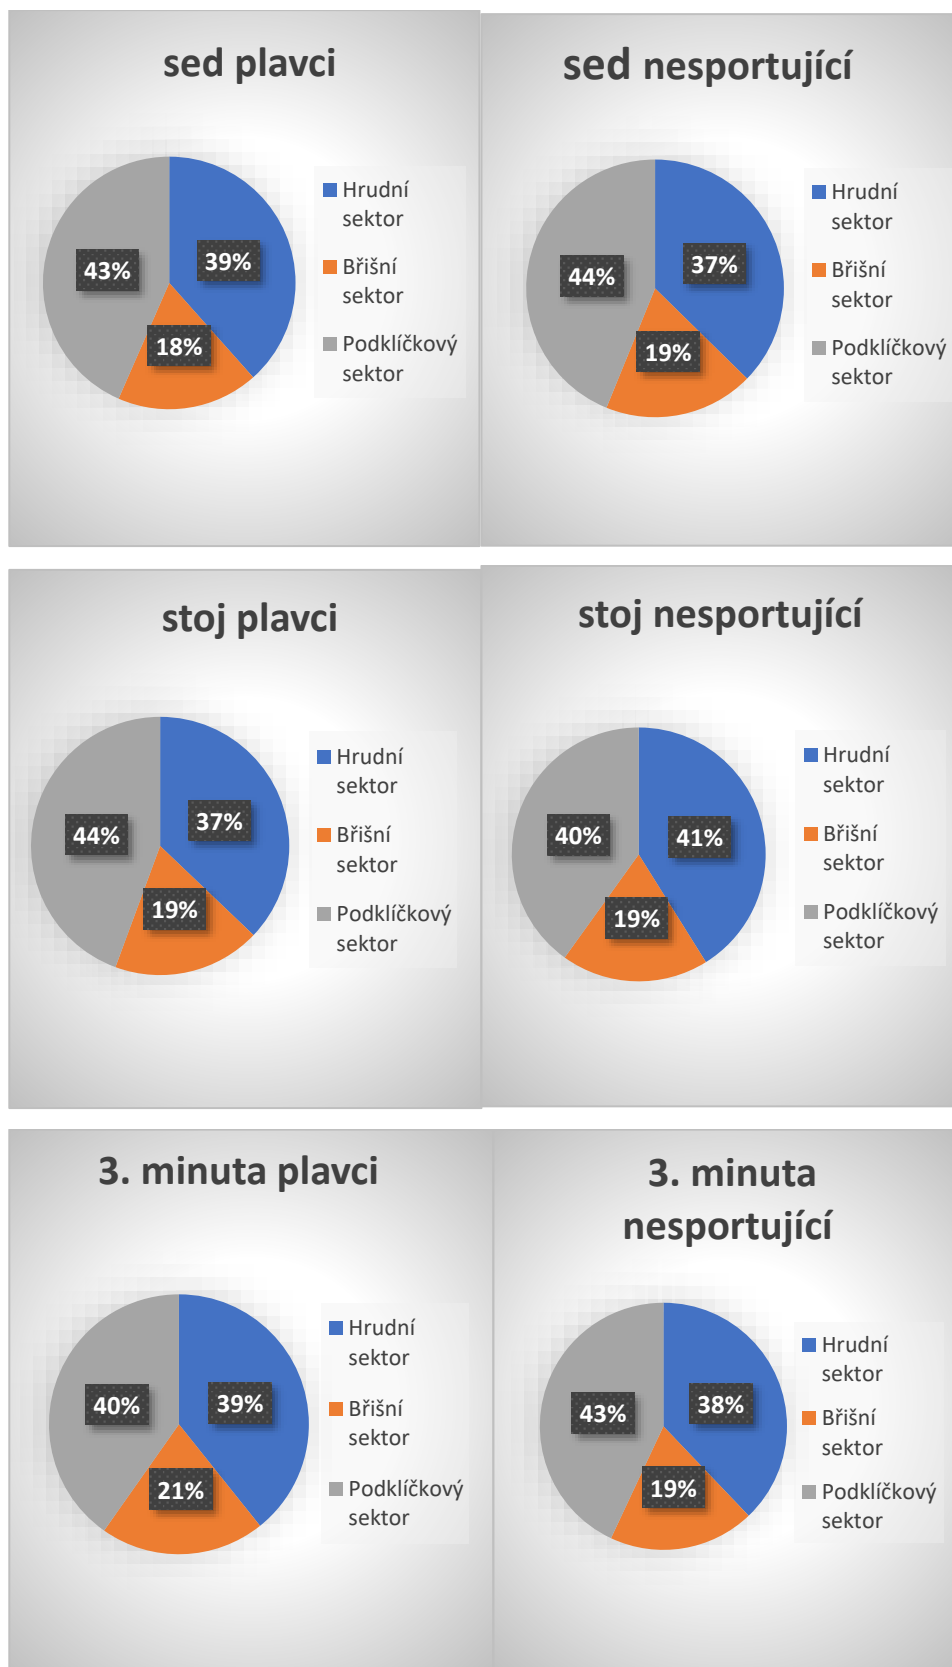 sed plavci
39%
18%
43%
Hrudní
sektor
Břišní
sektor
Podklíčkový
sektor
sed nesportující
37%
19%
44%
Hrudní
sektor
Břišní
sektor
Podklíčkový
sektor
stoj plavci
37%
19%
44%
Hrudní
sektor
Břišní
sektor
Podklíčkový
sektor
stoj nesportující
41%
19%
40%
Hrudní
sektor
Břišní
sektor
Podklíčkový
sektor
3. minuta plavci
39%
21%
40%
Hrudní
sektor
Břišní
sektor
Podklíčkový
sektor
3. minuta
nesportující
38%
19%
43%
Hrudní
sektor
Břišní
sektor
Podklíčkový
sektor